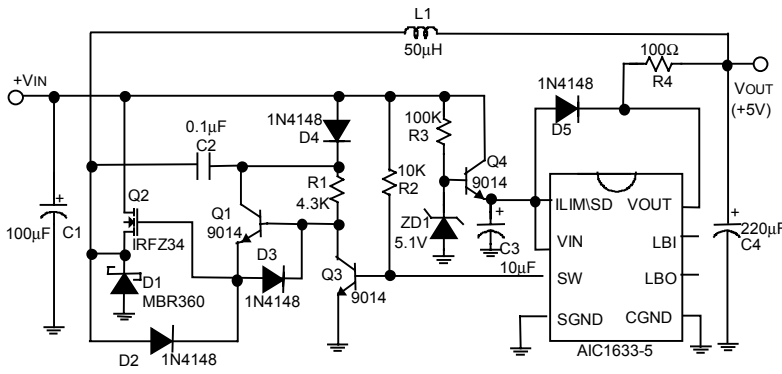 L1
50µH
100Ω
R4
+VIN
VOUT
(+5V)
1N4148
D5
0.1µF
C2
1N4148
D4
100K
R3
Q4
9014
10K
R2
R1
4.3K
Q2
IRFZ34
Q1
9014
ZD1
5.1V
C3
10µF
100µF
C1
D3
1N4148
Q3
9014
D1
MBR360
D2
1N4148
ILIM\SD
VOUT
VIN
LBI
SW
LBO
SGND
CGND
AIC1633-5
220µF
C4
+
+
+